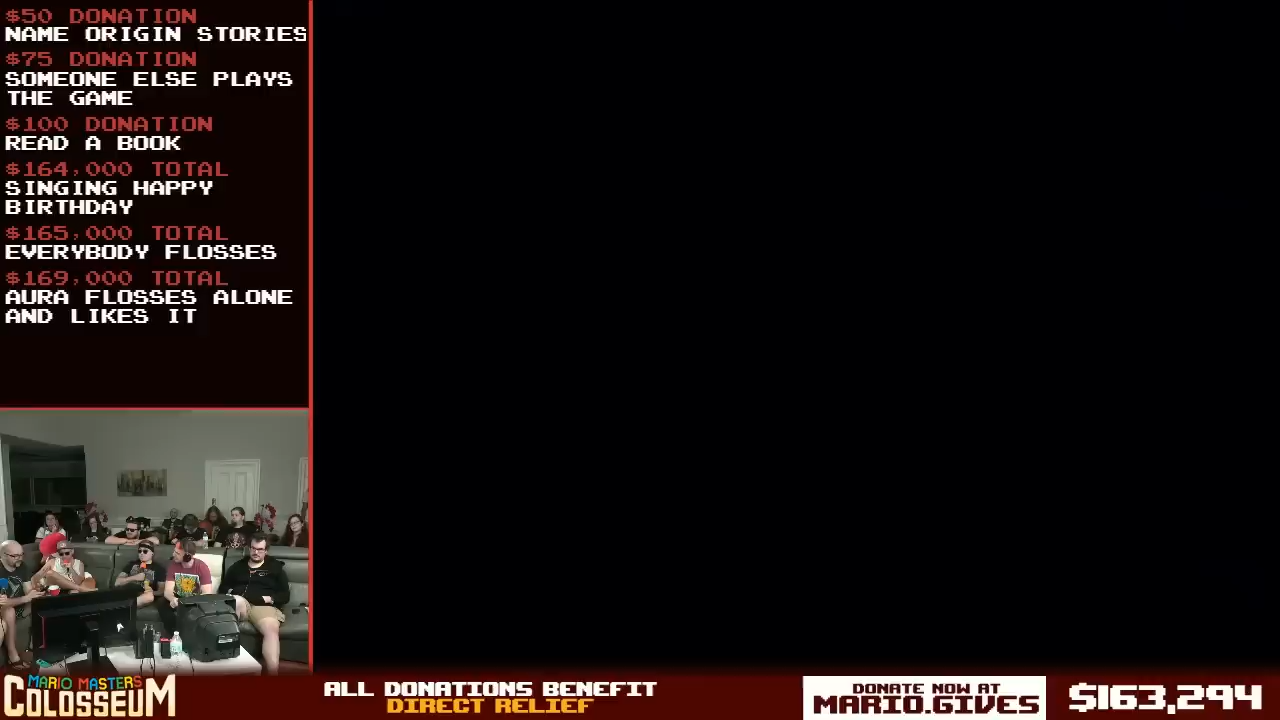 $50 DONATION
NAME ORIGIN STORIES
$75 DONATION
SOMEONE ELSE PLAYS
THE GAME
$100 DONATION
READ A BOOK
$164,000 TOTAL
SINGING HAPPY
BIRTHDAY
$165,000 TOTAL
EVERYBODY FLOSSES
$169,000 TOTAL
AURA FLOSSES ALONE
AND LIKES IT
MARIO MASTERS
COLOSSEUM
ALL DONATIONS BENEFIT
DIRECT RELIEF
DONATE NOW AT
MARIO.GIVES
$163,294